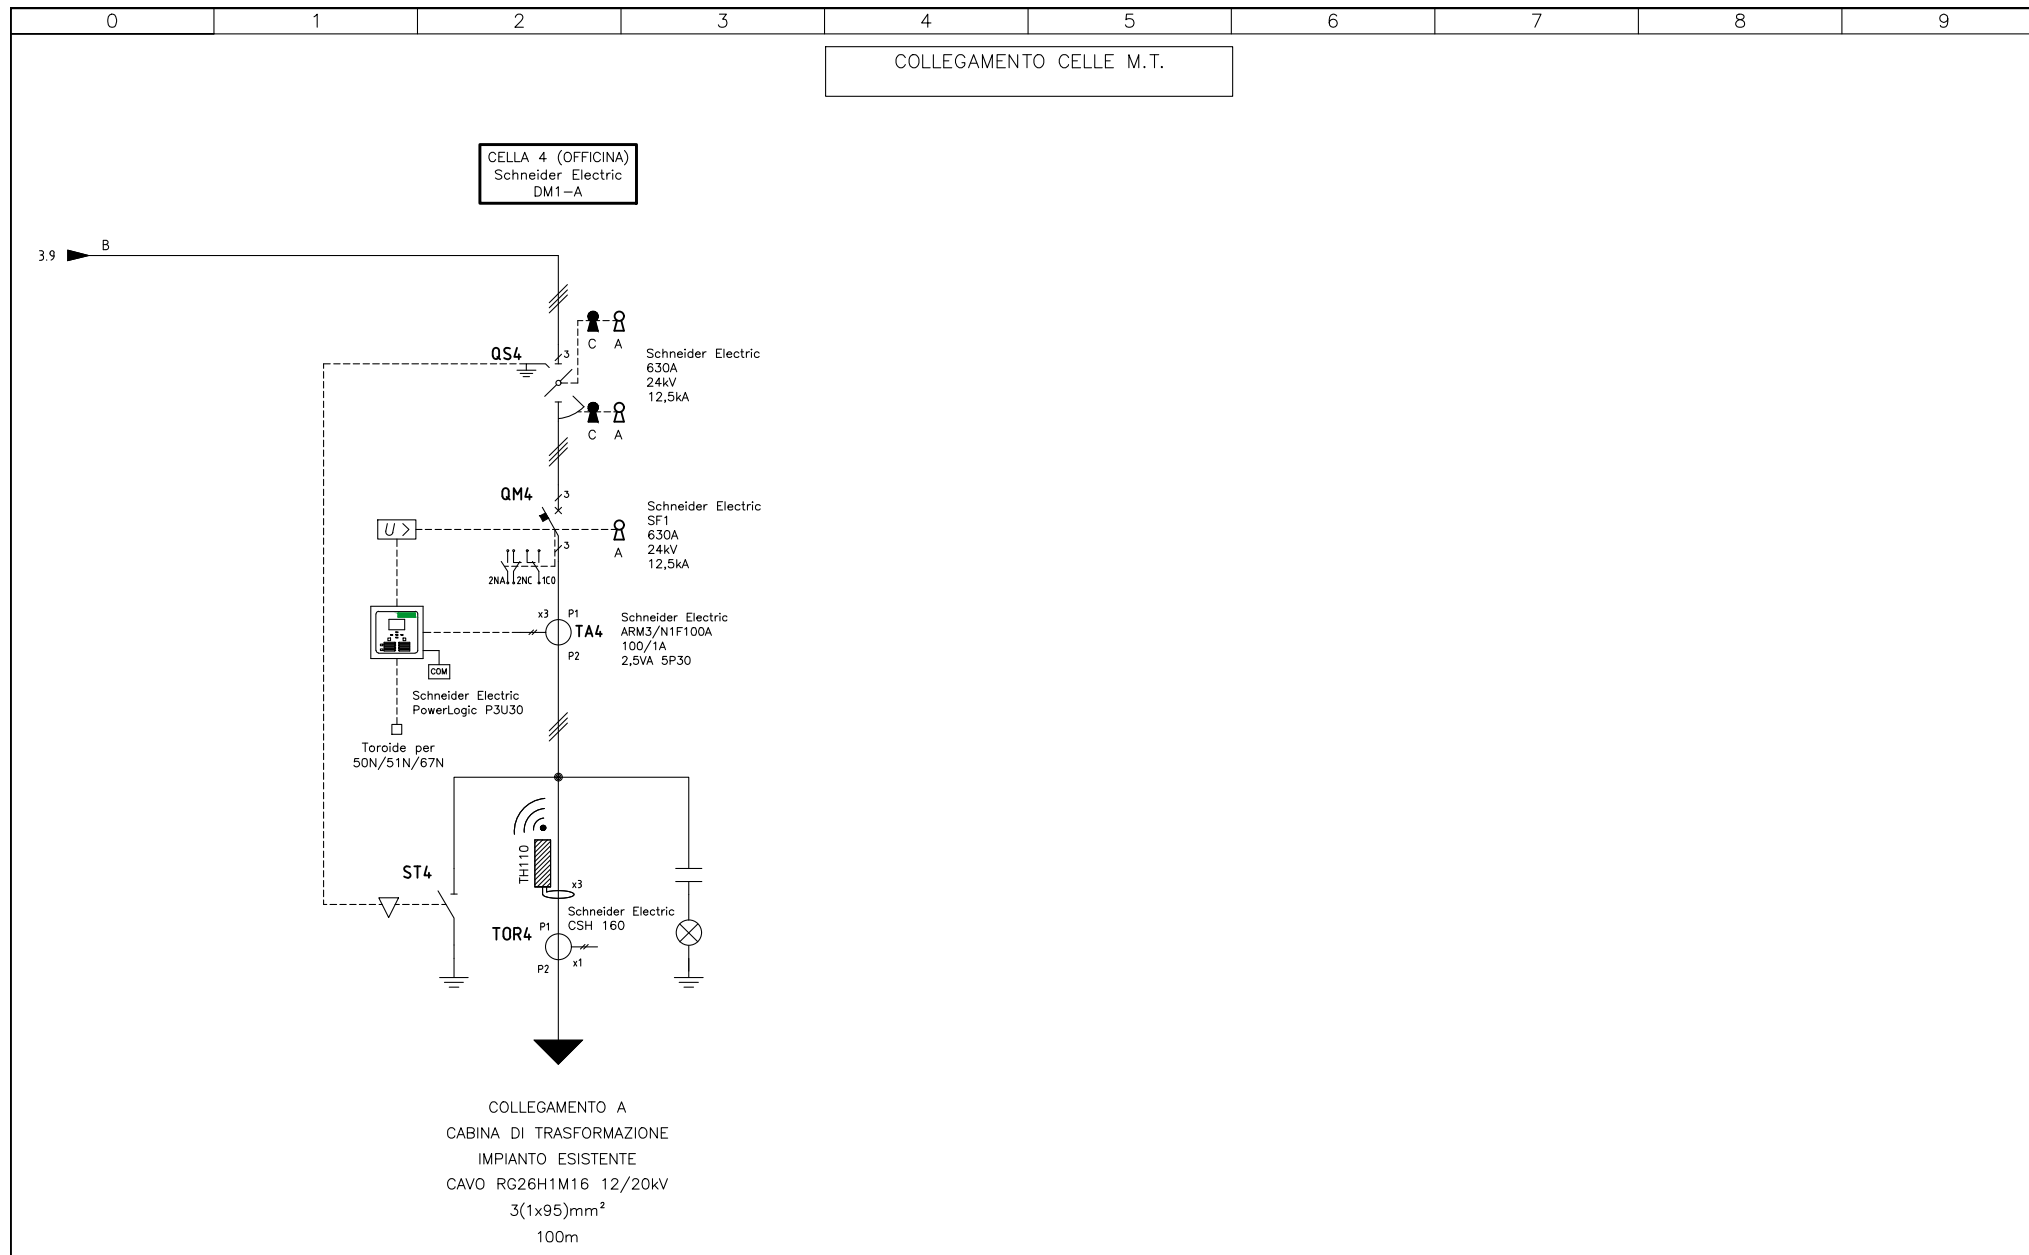 0 1 2 3 4 5 6 7 8 9
COLLEGAMENTO CELLE M.T.
CELLA 4 (OFFICINA)
Schneider Electric
DM1-A
3.9
B
C A
QS4
3
Schneider Electric
630A
24kV
12,5kA
C A
QM4
3
Schneider Electric
SF1
630A
24kV
12,5kA
U >
A
3
2NA 2NC 1CO
x3 P1
TA4
P2
Schneider Electric
ARM3/N1F100A
100/1A
2,5VA 5P30
COM
Schneider Electric
PowerLogic P3U30
Toroide per
50N/51N/67N
TH110
ST4
x3
Schneider Electric
CSH 160
P1
TOR4
P2
x1
COLLEGAMENTO A
CABINA DI TRASFORMAZIONE
IMPIANTO ESISTENTE
CAVO RG26H1M16 12/20kV
3(1x95)mm²
100m